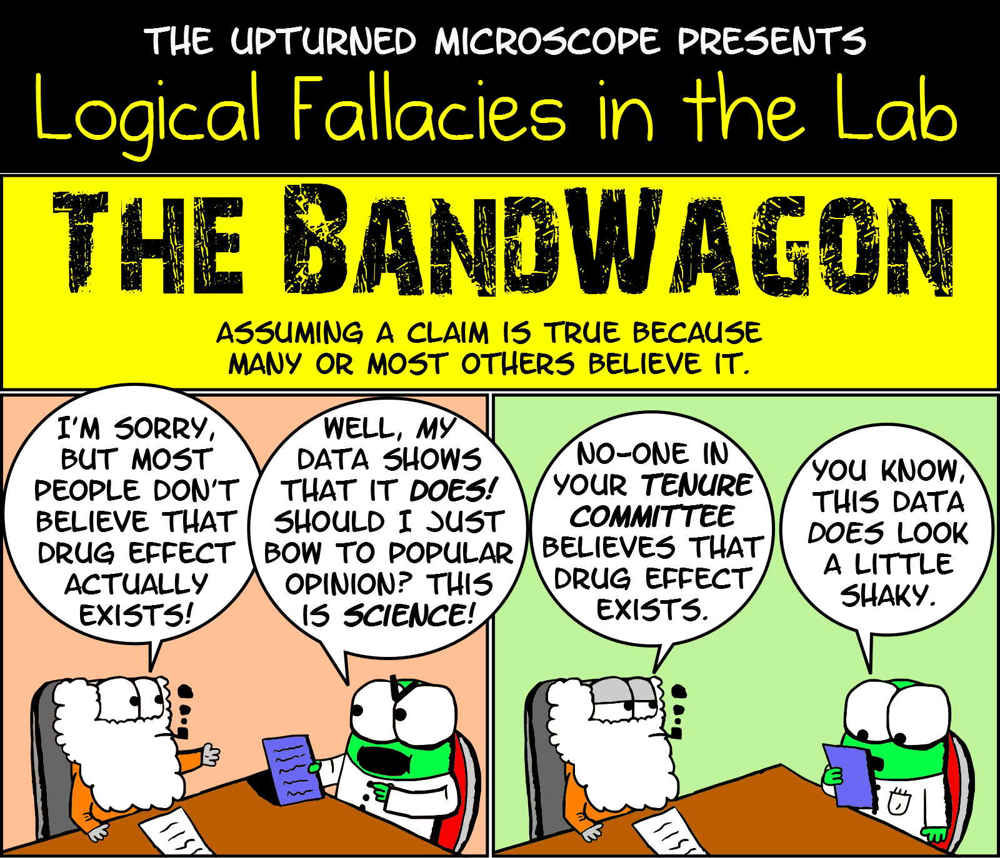 THE UPTURNED MICROSCOPE PRESENTS
Logical Fallacies in the Lab
THE BANDWAGON
ASSUMING A CLAIM IS TRUE BECAUSE
MANY OR MOST OTHERS BELIEVE IT.
I'M SORRY,
BUT MOST
PEOPLE DON'T
BELIEVE THAT
DRUG EFFECT
ACTUALLY
EXISTS!
WELL, MY
DATA SHOWS
THAT IT DOES!
SHOULD I JUST
BOW TO POPULAR
OPINION? THIS
IS SCIENCE!
NO-ONE IN
YOUR TENURE
COMMITTEE
BELIEVES THAT
DRUG EFFECT
EXISTS.
YOU KNOW,
THIS DATA
DOES LOOK
A LITTLE
SHAKY.